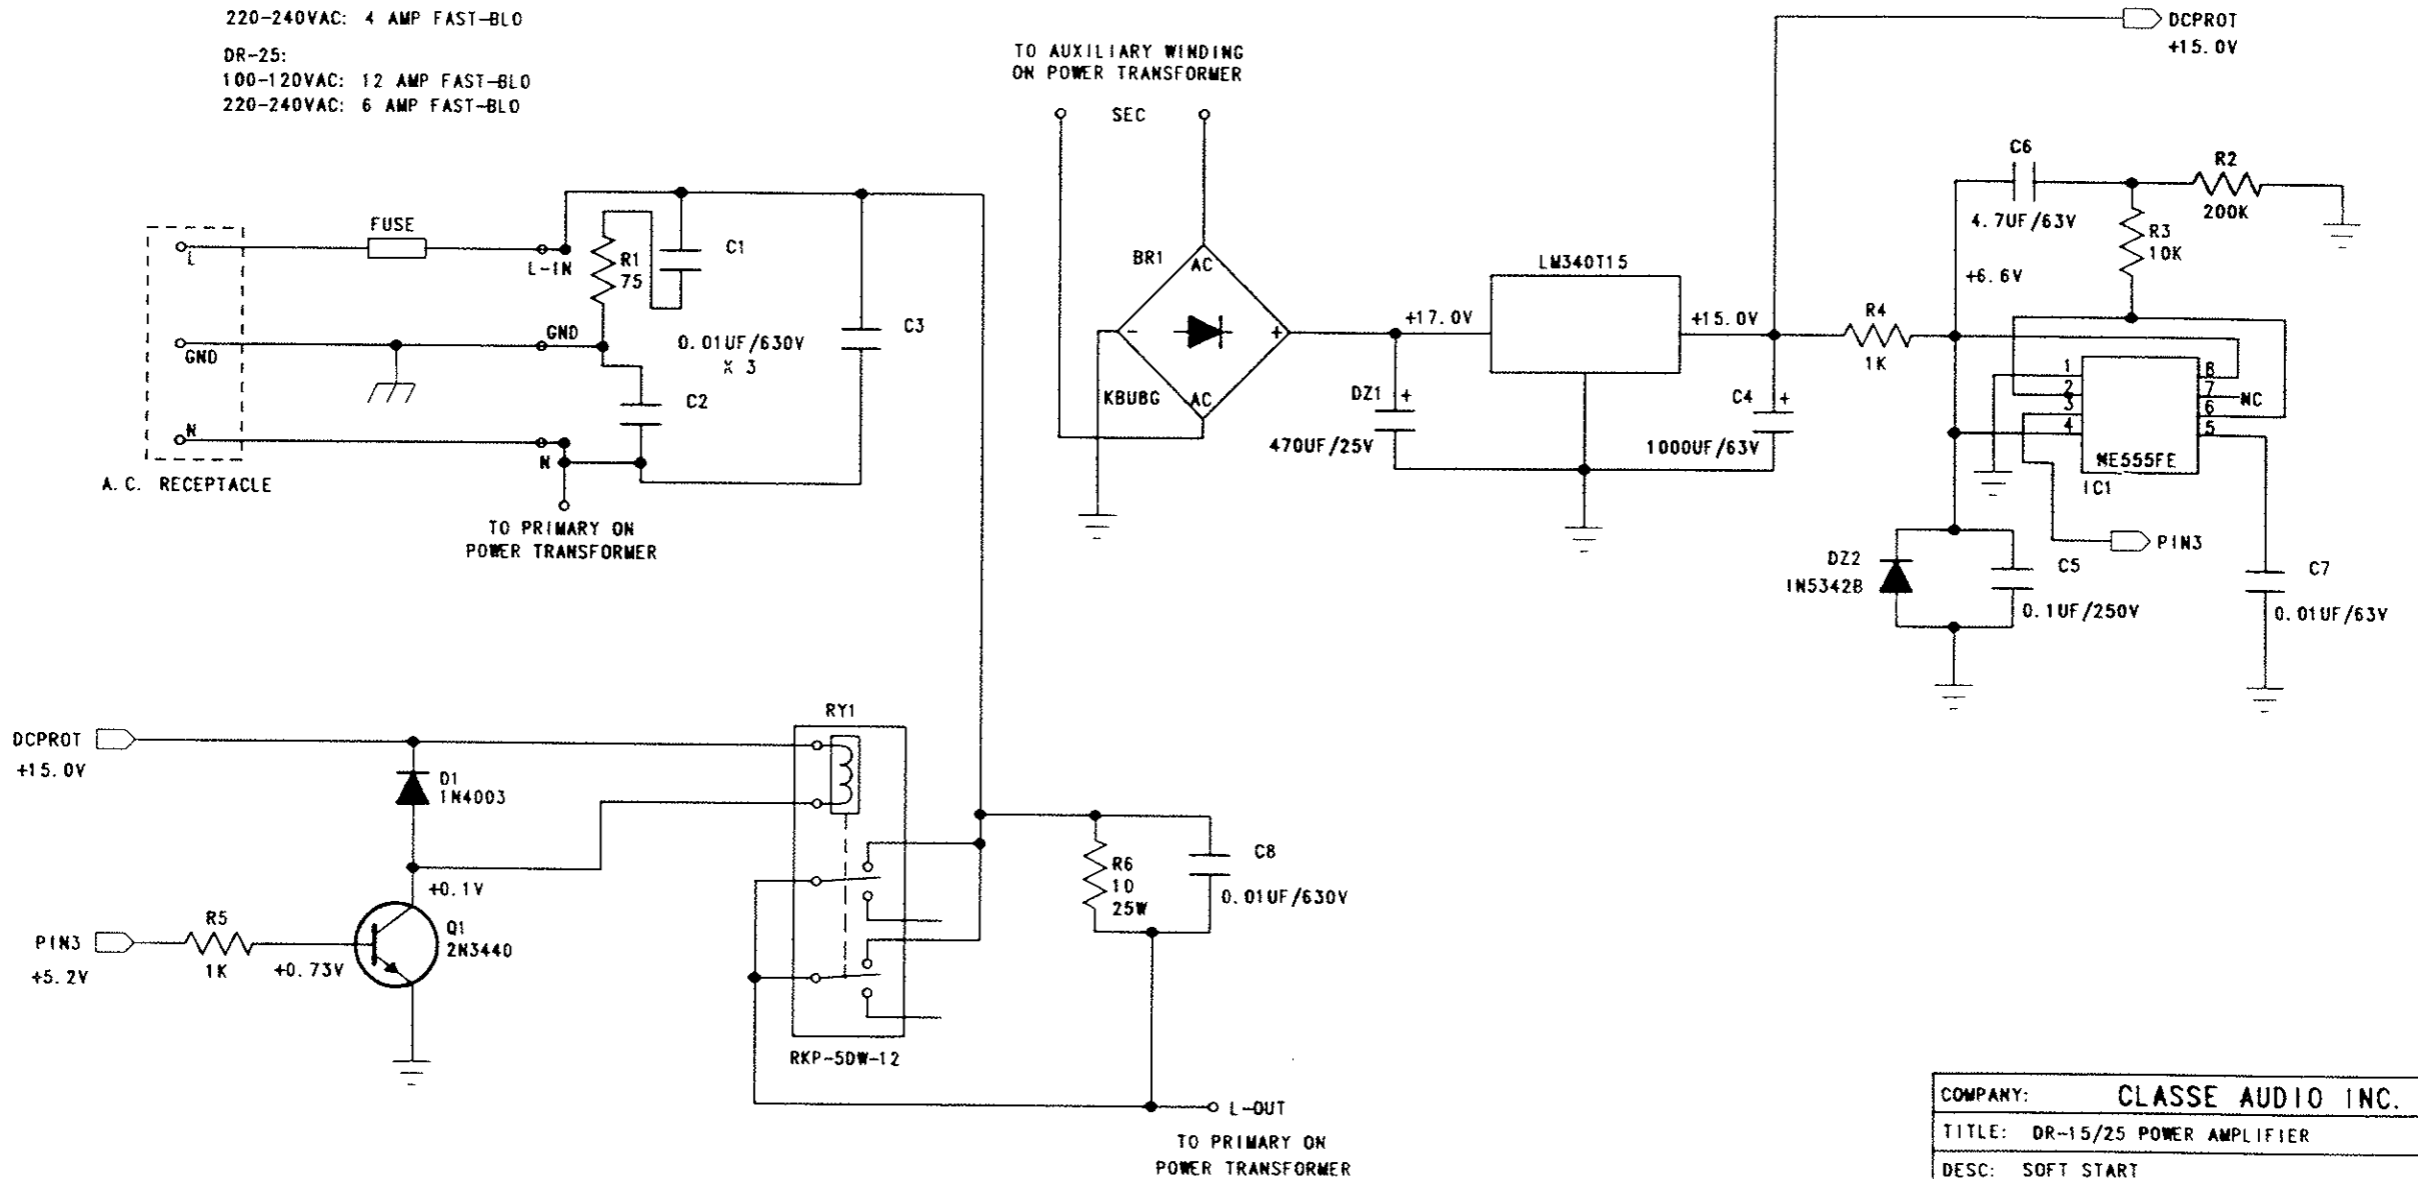 220-240VAC: 4 AMP FAST-BLO
DR-25:
100-120VAC: 12 AMP FAST-BLO
220-240VAC: 6 AMP FAST-BLO
TO AUXILIARY WINDING
ON POWER TRANSFORMER
SEC
DCPROT
+15.0V
C6
4.7UF/63V
R2
200K
R3
10K
+6.6V
FUSE
L
L-IN
R1
75
C1
GND
GND
0.01UF/630V
X 3
C3
C2
N
N
A.C. RECEPTACLE
TO PRIMARY ON
POWER TRANSFORMER
BR1
AC
-
+
AC
KBU8G
+17.0V
LM340T15
+15.0V
R4
1K
DZ1
+
470UF/25V
C4
+
1000UF/63V
1
2
3
4
8
7
6
5
NC
NE555FE
IC1
PIN3
DZ2
IN5342B
C5
0.1UF/250V
C7
0.01UF/63V
DCPROT
+15.0V
D1
1N4003
RY1
+0.1V
PIN3
+5.2V
R5
1K
+0.73V
Q1
2N3440
R6
10
25W
C8
0.01UF/630V
RKP-5DW-12
L-OUT
TO PRIMARY ON
POWER TRANSFORMER
COMPANY: CLASSE AUDIO INC.
TITLE: DR-15/25 POWER AMPLIFIER
DESC: SOFT START